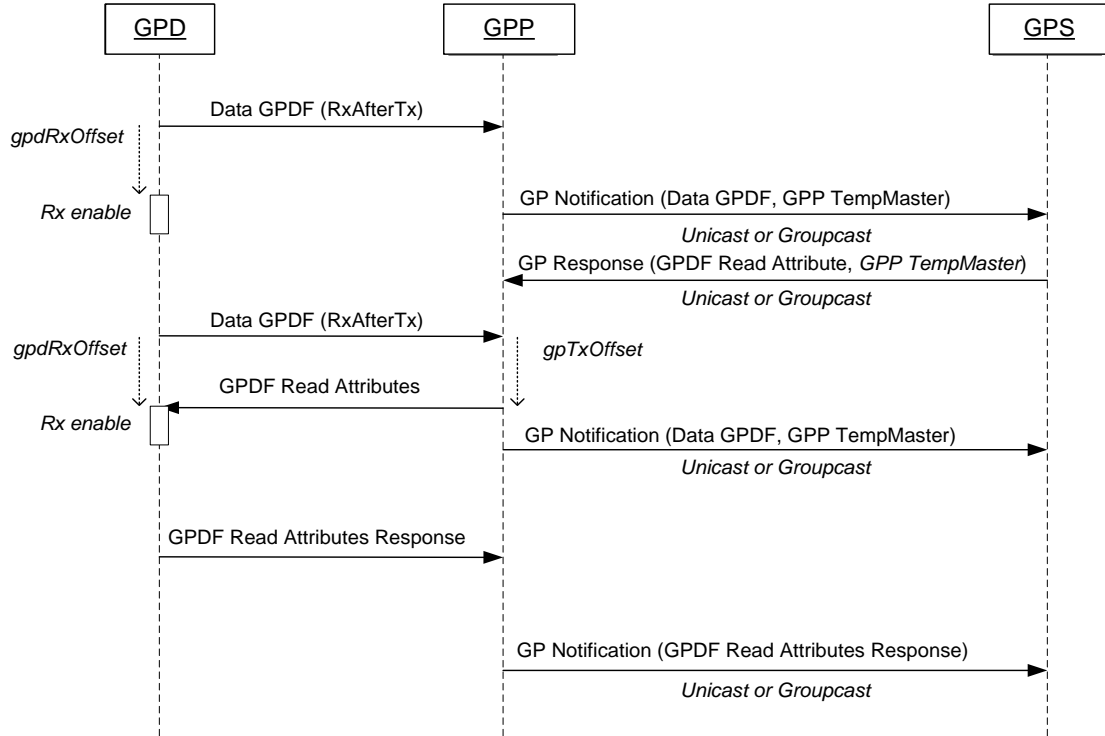 GPD
GPP
GPS
Data GPDF (RxAfterTx)
gpdRxOffset
Rx enable
GP Notification (Data GPDF, GPP TempMaster)
Unicast or Groupcast
GP Response (GPDF Read Attribute, GPP TempMaster)
Unicast or Groupcast
Data GPDF (RxAfterTx)
gpdRxOffset
gpTxOffset
GPDF Read Attributes
Rx enable
GP Notification (Data GPDF, GPP TempMaster)
Unicast or Groupcast
GPDF Read Attributes Response
GP Notification (GPDF Read Attributes Response)
Unicast or Groupcast